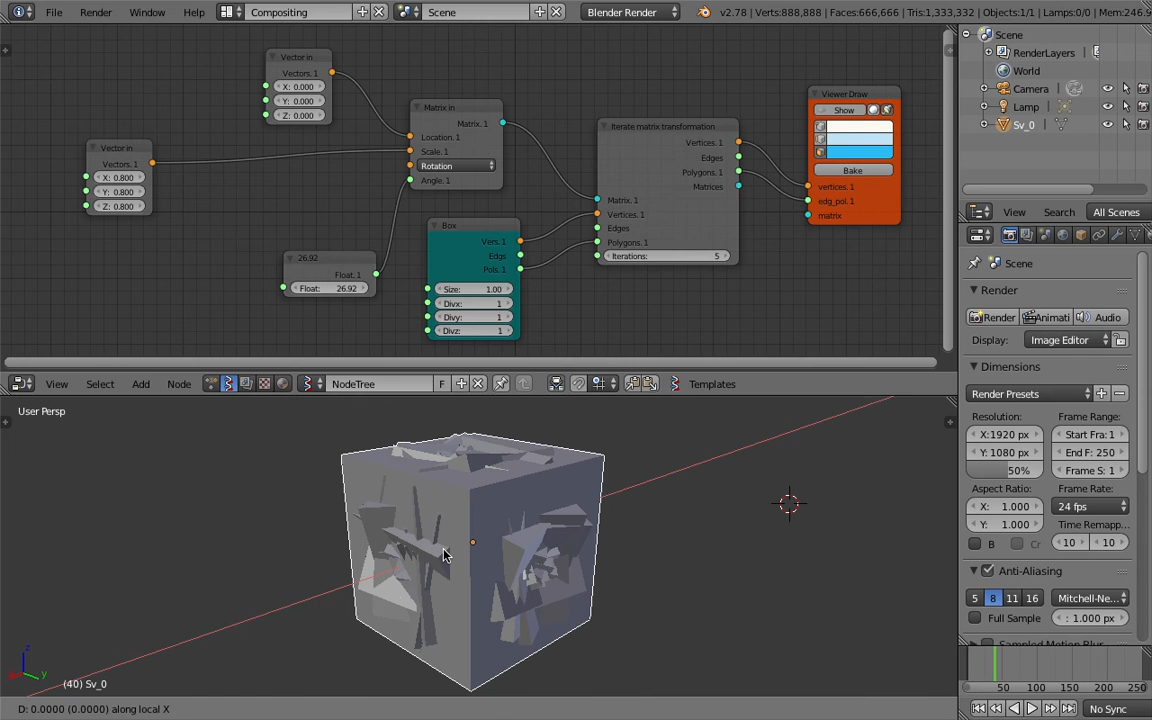 File Render Window Help Compositing Scene Blender Render v2.78 | Verts:888,888 | Faces:666,666 | Tris:1,333,332 | Objects:1/1 | Lamps:0/0 | Mem:246.9
Vector in
Vectors. 1
X: 0.000
Y: 0.000
Z: 0.000
Vector in
Vectors. 1
X: 0.800
Y: 0.800
Z: 0.800
26.92
Float. 1
Float: 26.92
Matrix in
Matrix. 1
Location. 1
Scale. 1
Rotation
Angle. 1
Box
Vers. 1
Edgs
Pols. 1
Size: 1.00
Divx: 1
Divy: 1
Divz: 1
Iterate matrix transformation
Vertices. 1
Edges
Polygons. 1
Matrices
Matrix. 1
Vertices. 1
Edges
Polygons. 1
Iterations: 5
Viewer Draw
Show
Bake
vertices. 1
edg_pol. 1
matrix
View Select Add Node NodeTree F Templates
User Persp
z
y
(40) Sv_0
D: 0.0000 (0.0000) along local X
Scene
RenderLayers
World
Camera
Lamp
Sv_0
View Search All Scenes
Scene
Render
Render Animati Audio
Display: Image Editor
Dimensions
Render Presets
Resolution: Frame Range:
X:1920 px Start Fra: 1
Y: 1080 px End F: 250
50% Frame S: 1
Aspect Ratio: Frame Rate:
X: 1.000 24 fps
Y: 1.000 Time Remapp...
B Cr 10 10
Anti-Aliasing
5 8 11 16 Mitchell-Ne...
Full Sample : 1.000 px
Sampled Motion Blur
50 100 150 200 250
No Sync